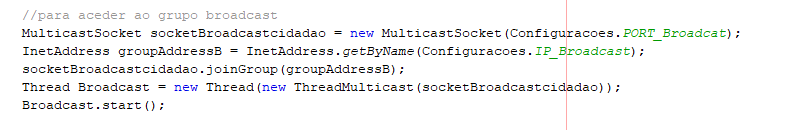 //para aceder ao grupo broadcast
MulticastSocket socketBroadcastcidadao = new MulticastSocket(Configuracoes.PORT_Broadcat);
InetAddress groupAddressB = InetAddress.getByName(Configuracoes.IP_Broadcast);
socketBroadcastcidadao.joinGroup(groupAddressB);
Thread Broadcast = new Thread(new ThreadMulticast(socketBroadcastcidadao));
Broadcast.start();